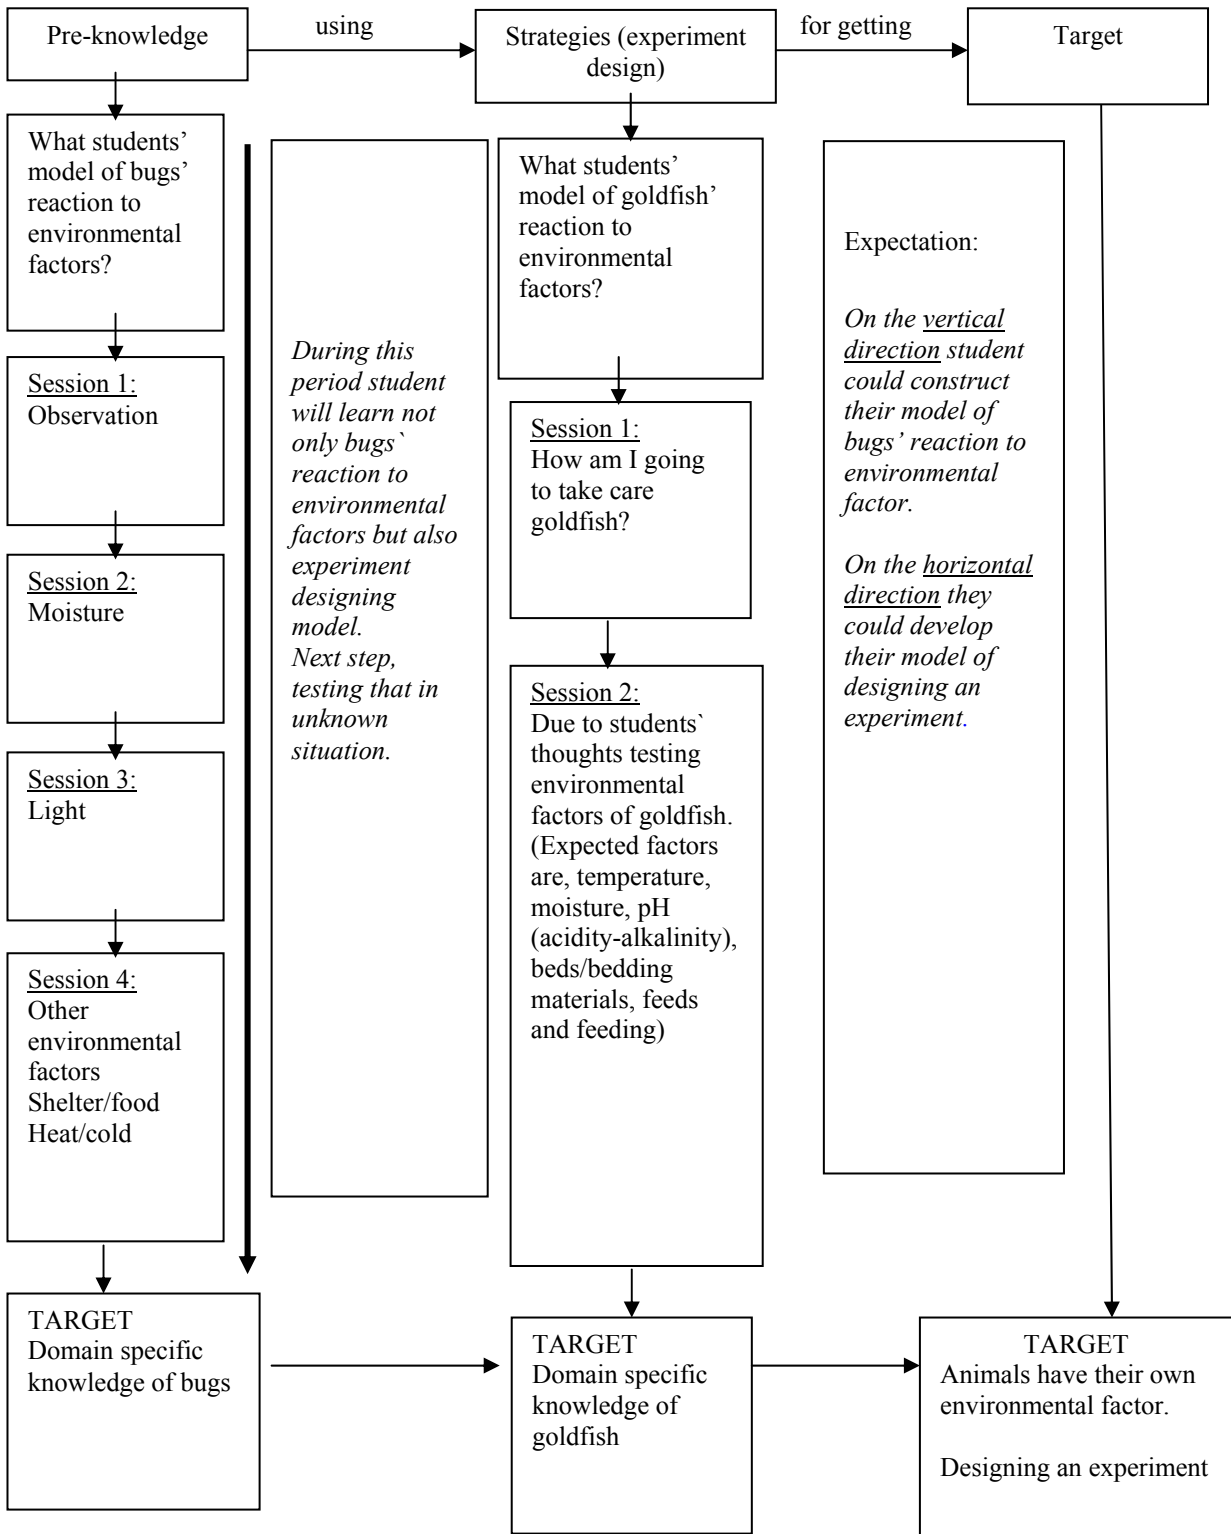 Pre-knowledge
using
Strategies (experiment
design)
for getting
Target
What students’
model of bugs’
reaction to
environmental
factors?
Session 1:
Observation
Session 2:
Moisture
Session 3:
Light
Session 4:
Other
environmental
factors
Shelter/food
Heat/cold
TARGET
Domain specific
knowledge of bugs
During this
period student
will learn not
only bugs`
reaction to
environmental
factors but also
experiment
designing
model.
Next step,
testing that in
unknown
situation.
What students’
model of goldfish’
reaction to
environmental
factors?
Session 1:
How am I going
to take care
goldfish?
Session 2:
Due to students`
thoughts testing
environmental
factors of goldfish.
(Expected factors
are, temperature,
moisture, pH
(acidity-alkalinity),
beds/bedding
materials, feeds
and feeding)
TARGET
Domain specific
knowledge of
goldfish
Expectation:
On the vertical
direction student
could construct
their model of
bugs’ reaction to
environmental
factor.
On the horizontal
direction they
could develop
their model of
designing an
experiment.
TARGET
Animals have their own
environmental factor.
Designing an experiment